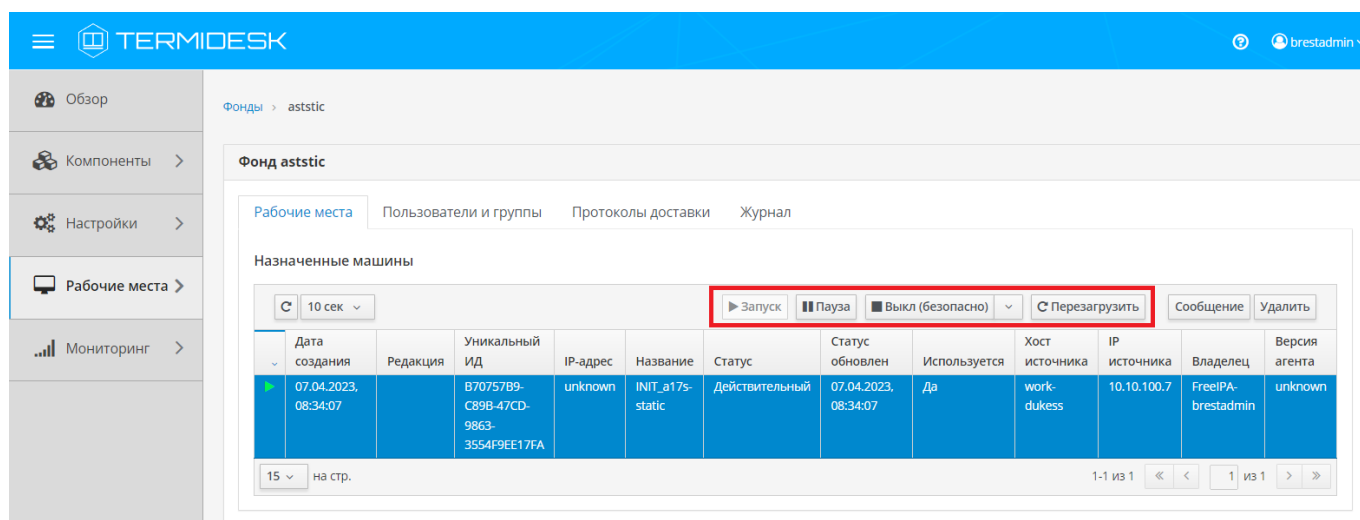 TERMIDESK
brestadmin
Обзор
Компоненты
Настройки
Рабочие места
Мониторинг
Фонды › aststic
Фонд aststic
Рабочие места Пользователи и группы Протоколы доставки Журнал
Назначенные машины
10 сек Запуск Пауза Выкл (безопасно) Перезагрузить Сообщение Удалить
Дата Уникальный Статус Хост IP Версия
создания Редакция ИД IP-адрес Название Статус обновлен Используется источника источника Владелец агента
07.04.2023, B70757B9- unknown INIT_a17s- Действительный 07.04.2023, Да work- 10.10.100.7 FreeIPA- unknown
08:34:07 C89B-47CD- static 08:34:07 dukess brestadmin
9863-
3554F9EE17FA
15 на стр. 1-1 из 1 « < 1 из 1 > »